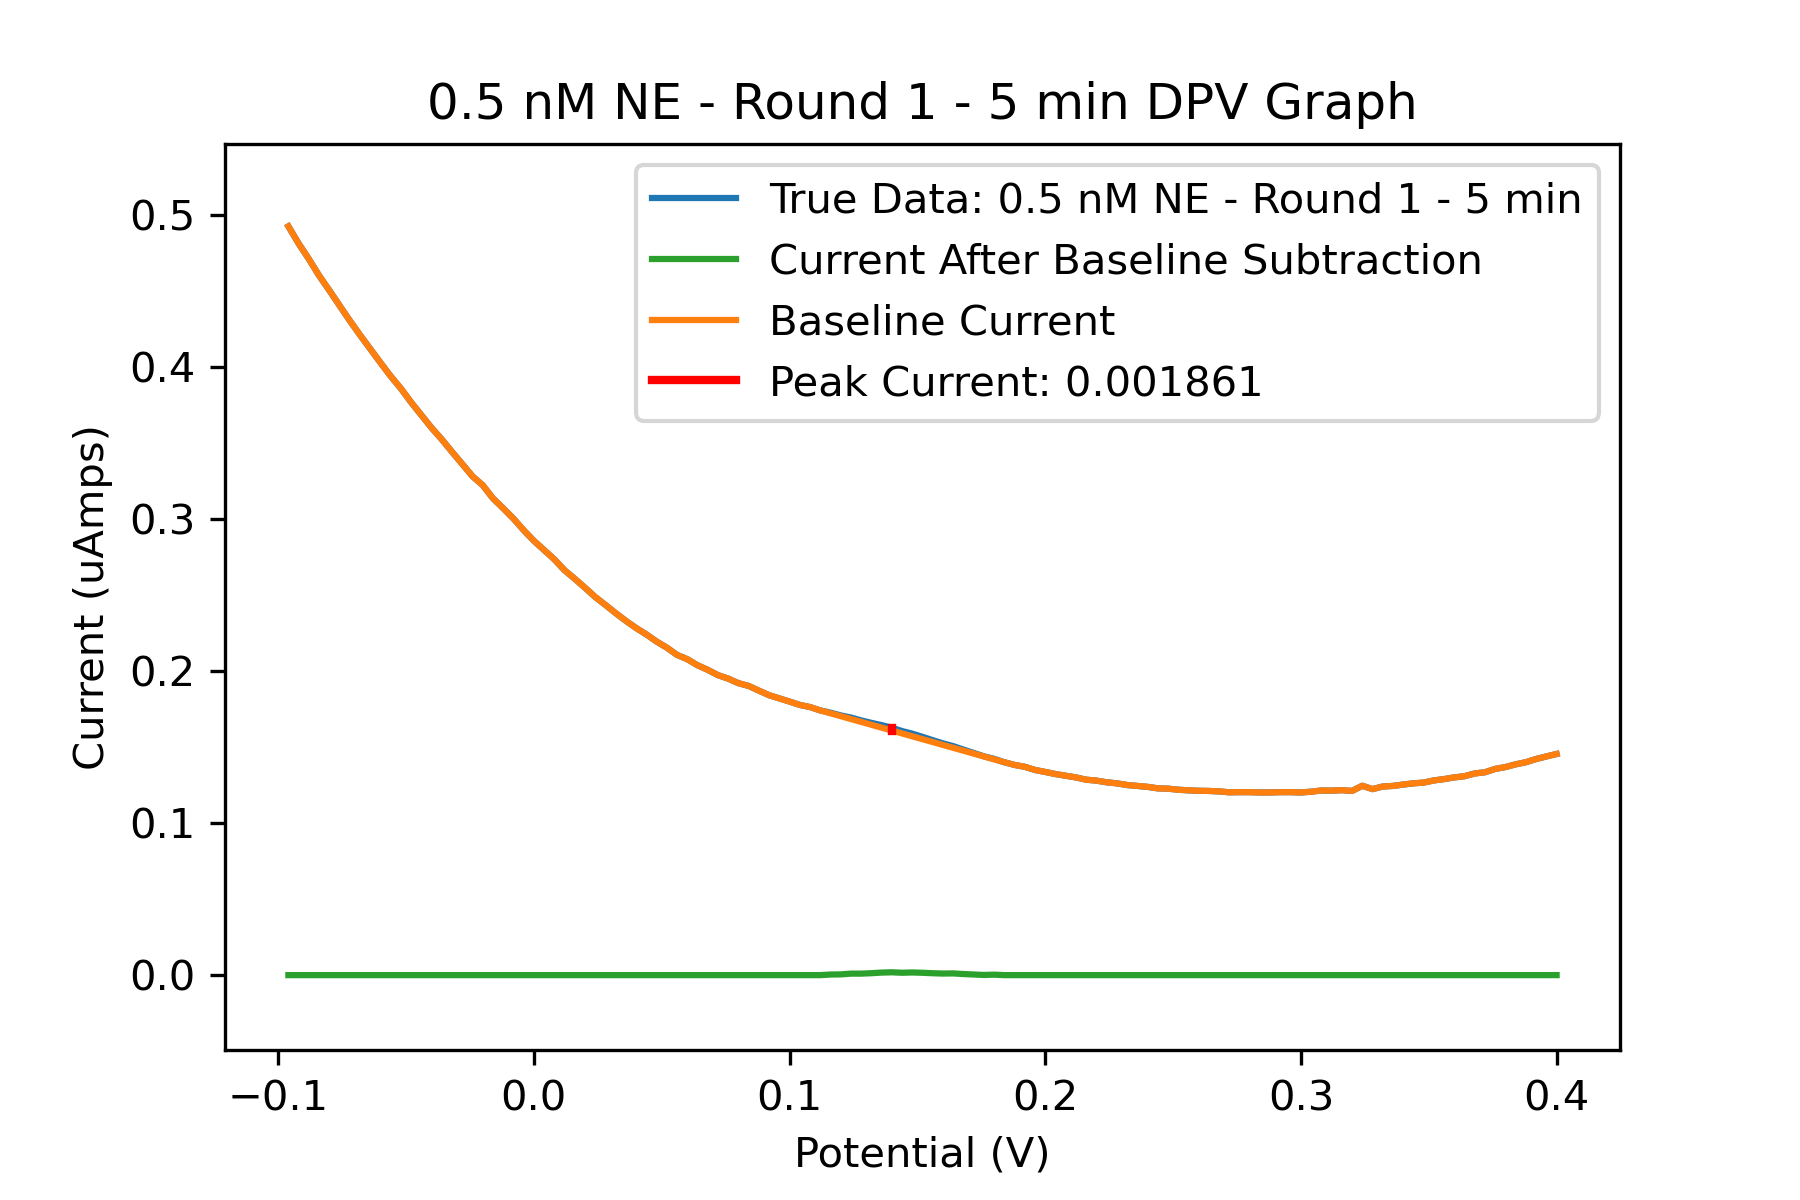 0.5 nM NE - Round 1 - 5 min DPV Graph
True Data: 0.5 nM NE - Round 1 - 5 min
Current After Baseline Subtraction
Baseline Current
Peak Current: 0.001861
Current (uAmps)
0.5
0.4
0.3
0.2
0.1
0.0
−0.1 0.0 0.1 0.2 0.3 0.4
Potential (V)